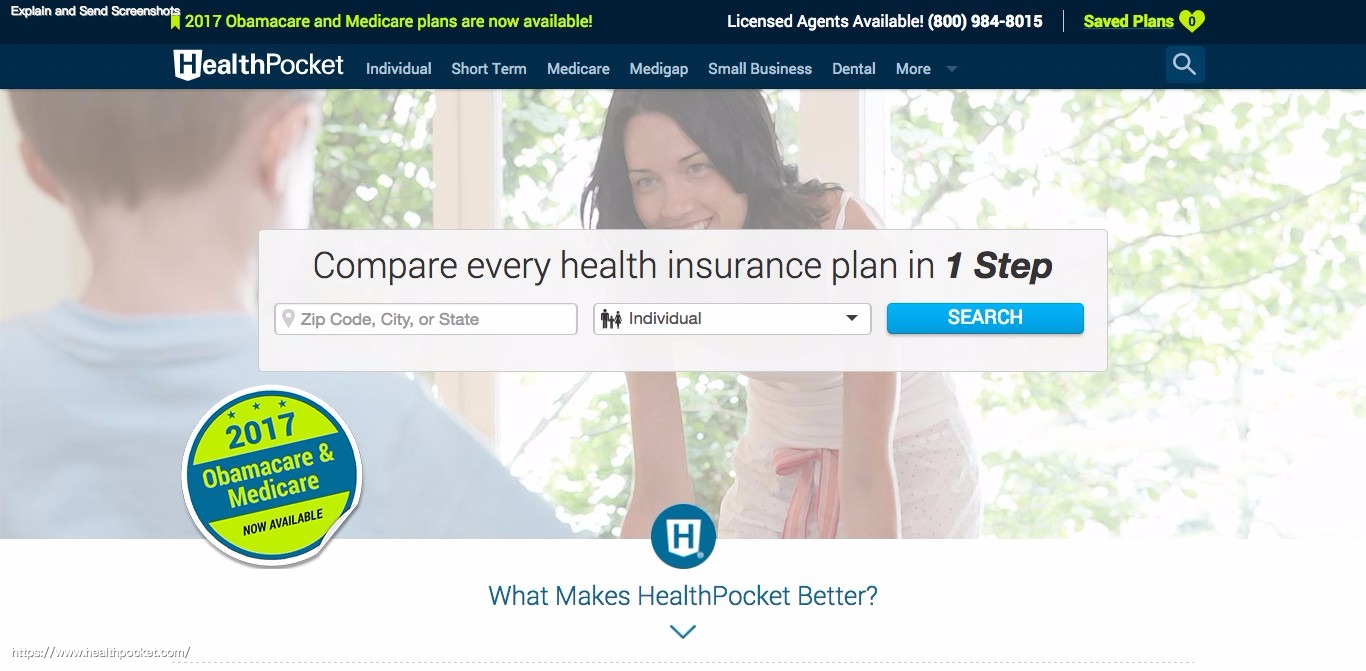 Explain and Send Screenshots
2017 Obamacare and Medicare plans are now available!
Licensed Agents Available! (800) 984-8015
Saved Plans 0
HealthPocket
Individual Short Term Medicare Medigap Small Business Dental More
Compare every health insurance plan in 1 Step
Zip Code, City, or State
Individual
SEARCH
2017
Obamacare &
Medicare
NOW AVAILABLE
H
What Makes HealthPocket Better?
https://www.healthpocket.com/